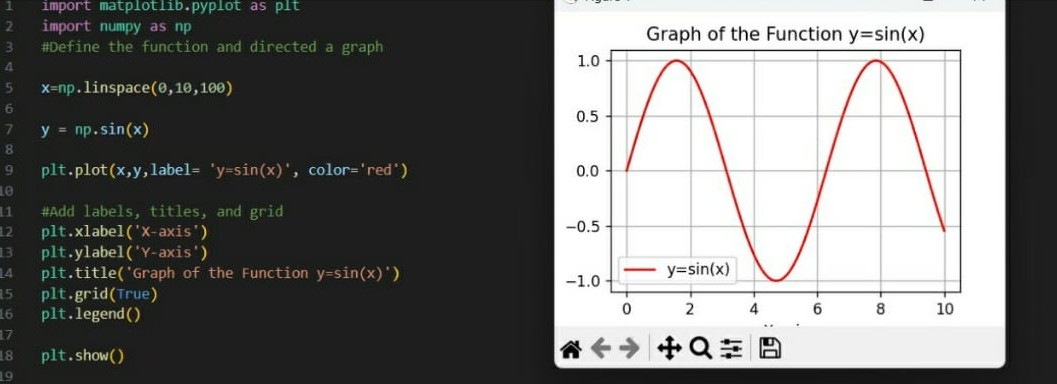 1 import matplotlib.pyplot as plt
2 import numpy as np
3 #Define the function and directed a graph
4
5 x=np.linspace(0,10,100)
6
7 y = np.sin(x)
8
9 plt.plot(x,y,label= 'y=sin(x)', color='red')
10
11 #Add labels, titles, and grid
12 plt.xlabel('X-axis')
13 plt.ylabel('Y-axis')
14 plt.title('Graph of the Function y=sin(x)')
15 plt.grid(True)
16 plt.legend()
17
18 plt.show()
19
Graph of the Function y=sin(x)
1.0
0.5
0.0
−0.5
−1.0
y=sin(x)
0 2 4 6 8 10